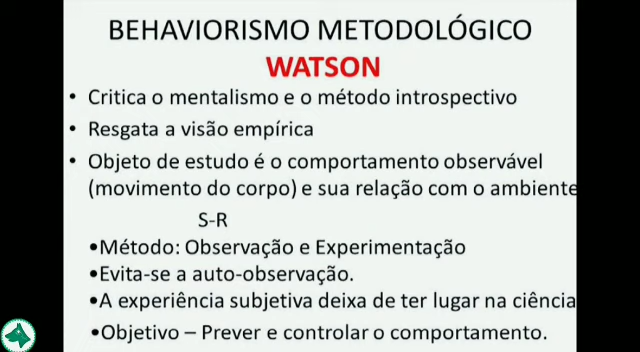 BEHAVIORISMO METODOLÓGICO
WATSON
• Critica o mentalismo e o método introspectivo
• Resgata a visão empírica
• Objeto de estudo é o comportamento observável
(movimento do corpo) e sua relação com o ambiente
S-R
•Método: Observação e Experimentação
•Evita-se a auto-observação.
•A experiência subjetiva deixa de ter lugar na ciência
•Objetivo – Prever e controlar o comportamento.